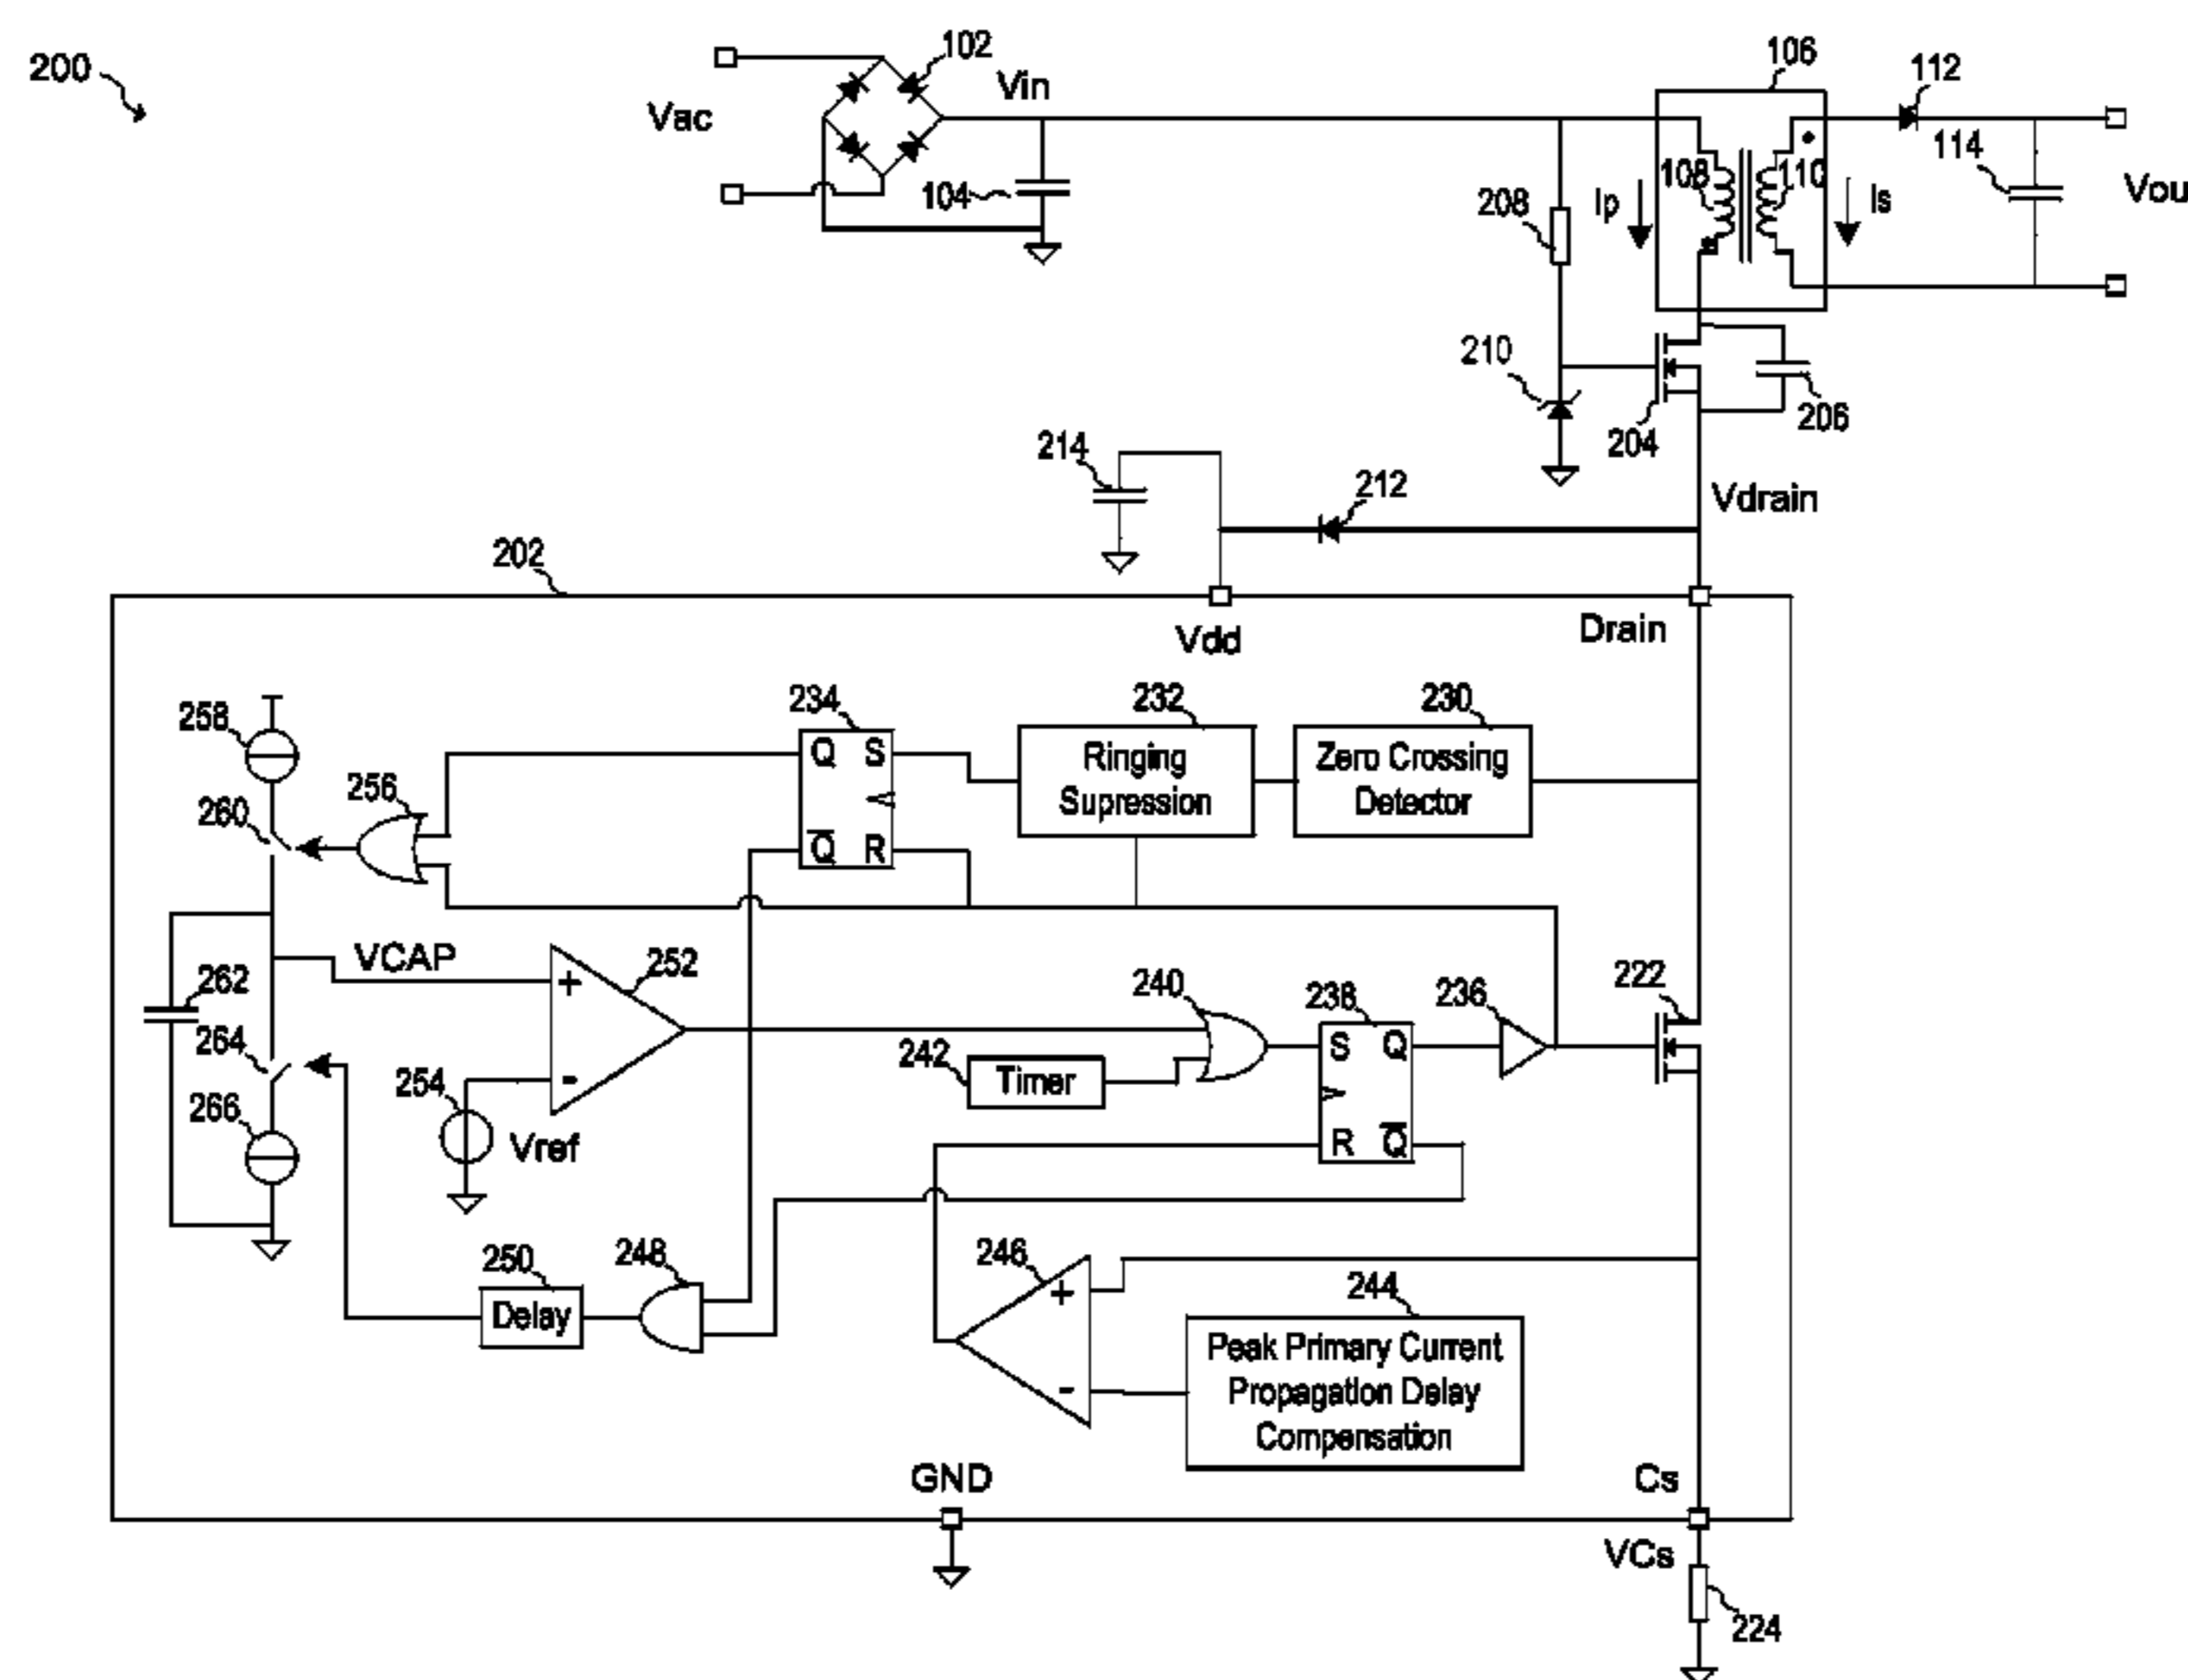 200
102
Vin
106
112
Vac
104
208
Ip
108
110
Is
114
Vou
210
204
206
214
212
Vdrain
202
Vdd
Drain
258
234
232
230
Q S
Ringing
Supression
Zero Crossing
Detector
256
260
Q R
VCAP
252
262
240
238
236
222
264
+
S Q
242
Timer
254
-
266
Vref
R Q
250
248
246
+
244
Delay
Peak Primary Current
Propagation Delay
Compensation
-
GND
Cs
VCs
224